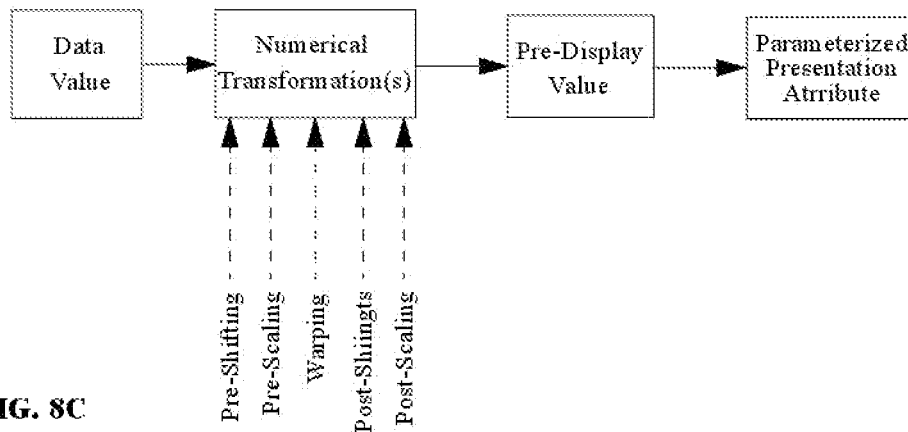 Data
Value
Numerical
Transformation(s)
Pre-Display
Value
Parameterized
Presentation
Atrribute
Pre-Shifting
Pre-Scaling
Warping
Post-Shiingts
Post-Scaling
IG. 8C